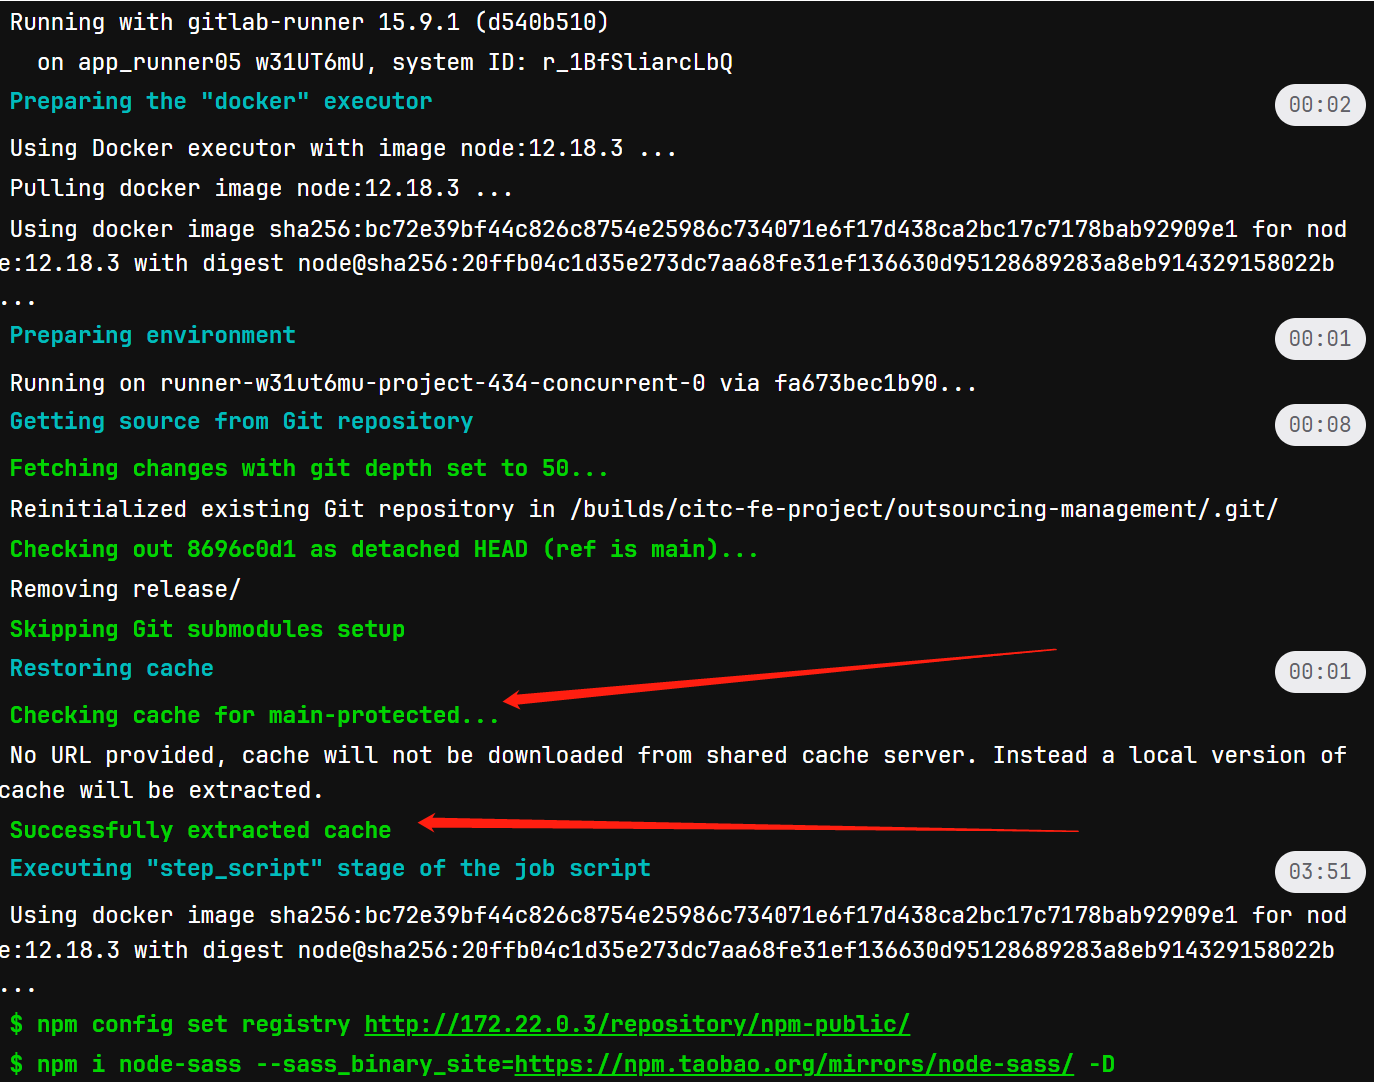 Running with gitlab-runner 15.9.1 (d540b510)
on app_runner05 w31UT6mU, system ID: r_1BfSliarcLbQ
Preparing the "docker" executor 00:02
Using Docker executor with image node:12.18.3 ...
Pulling docker image node:12.18.3 ...
Using docker image sha256:bc72e39bf44c826c8754e25986c734071e6f17d438ca2bc17c7178bab92909e1 for nod
e:12.18.3 with digest node@sha256:20ffb04c1d35e273dc7aa68fe31ef136630d95128689283a8eb914329158022b
...
Preparing environment 00:01
Running on runner-w31ut6mu-project-434-concurrent-0 via fa673bec1b90...
Getting source from Git repository 00:08
Fetching changes with git depth set to 50...
Reinitialized existing Git repository in /builds/citc-fe-project/outsourcing-management/.git/
Checking out 8696c0d1 as detached HEAD (ref is main)...
Removing release/
Skipping Git submodules setup
Restoring cache 00:01
Checking cache for main-protected...
No URL provided, cache will not be downloaded from shared cache server. Instead a local version of
cache will be extracted.
Successfully extracted cache
Executing "step_script" stage of the job script 03:51
Using docker image sha256:bc72e39bf44c826c8754e25986c734071e6f17d438ca2bc17c7178bab92909e1 for nod
e:12.18.3 with digest node@sha256:20ffb04c1d35e273dc7aa68fe31ef136630d95128689283a8eb914329158022b
...
$ npm config set registry http://172.22.0.3/repository/npm-public/
$ npm i node-sass --sass_binary_site=https://npm.taobao.org/mirrors/node-sass/ -D